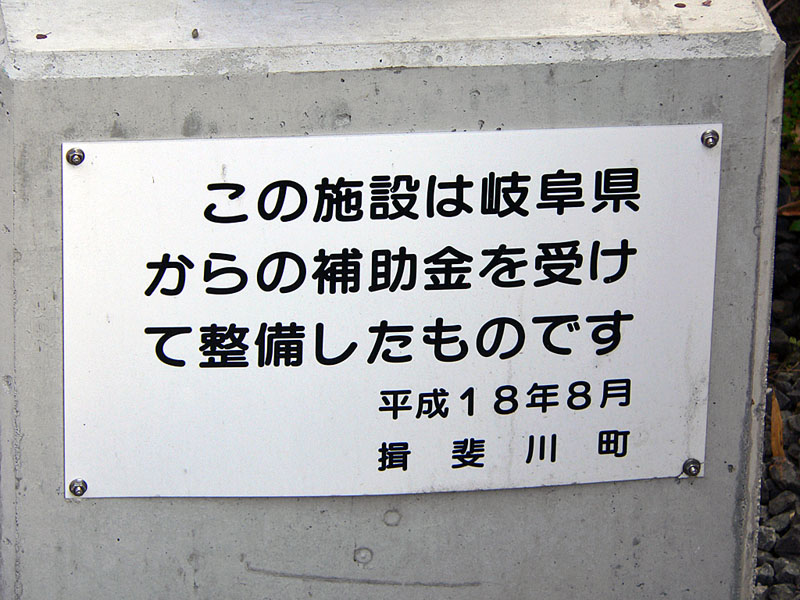 この施設は岐阜県
からの補助金を受け
て整備したものです
平成18年8月
揖斐川町